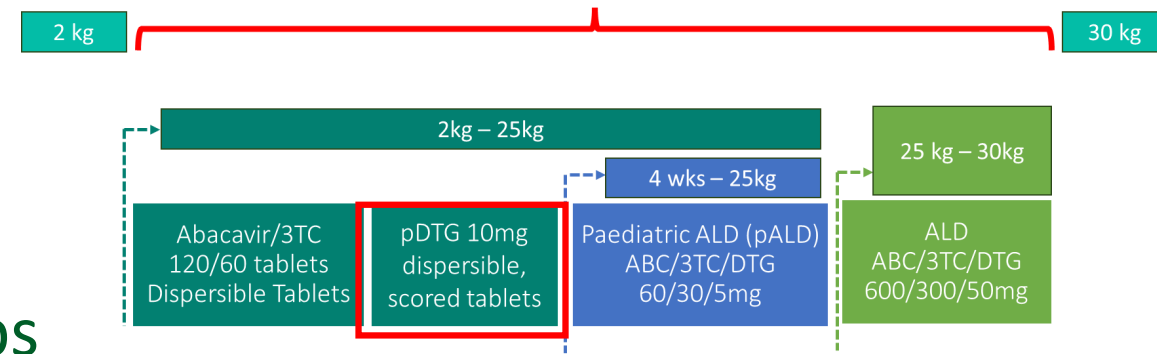 2 kg
30 kg
2kg – 25kg
25 kg – 30kg
4 wks – 25kg
Abacavir/3TC
120/60 tablets
Dispersible Tablets
pDTG 10mg
dispersible,
scored tablets
Paediatric ALD (pALD)
ABC/3TC/DTG
60/30/5mg
ALD
ABC/3TC/DTG
600/300/50mg